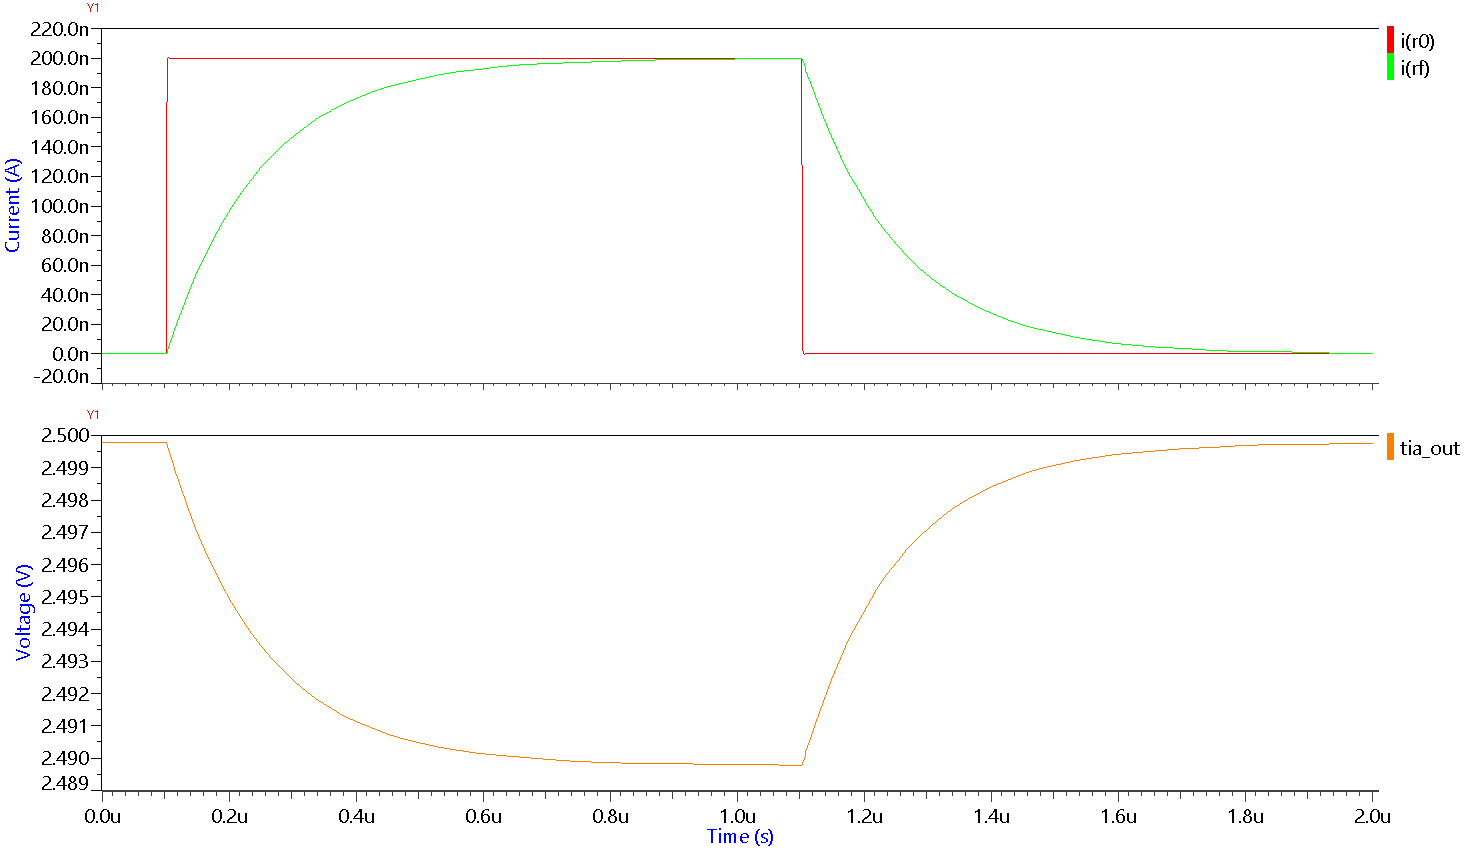 Y1
220.0n
200.0n
180.0n
160.0n
140.0n
120.0n
100.0n
80.0n
60.0n
40.0n
20.0n
0.0n
-20.0n
Current (A)
i(r0)
i(rf)
Y1
2.500
2.499
2.498
2.497
2.496
2.495
2.494
2.493
2.492
2.491
2.490
2.489
Voltage (V)
tia_out
0.0u 0.2u 0.4u 0.6u 0.8u 1.0u 1.2u 1.4u 1.6u 1.8u 2.0u
Time (s)